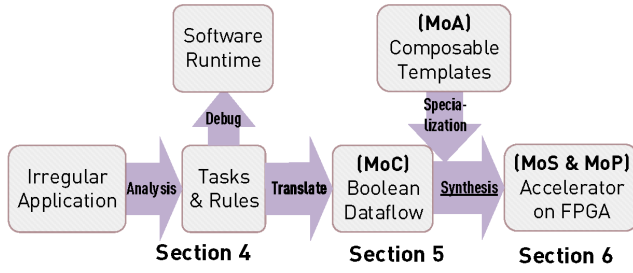 Software
Runtime
(MoA)
Composable
Templates
Debug
Specia-
lization
Irregular
Application
Analysis
Tasks
& Rules
Translate
(MoC)
Boolean
Dataflow
Synthesis
(MoS & MoP)
Accelerator
on FPGA
Section 4
Section 5
Section 6